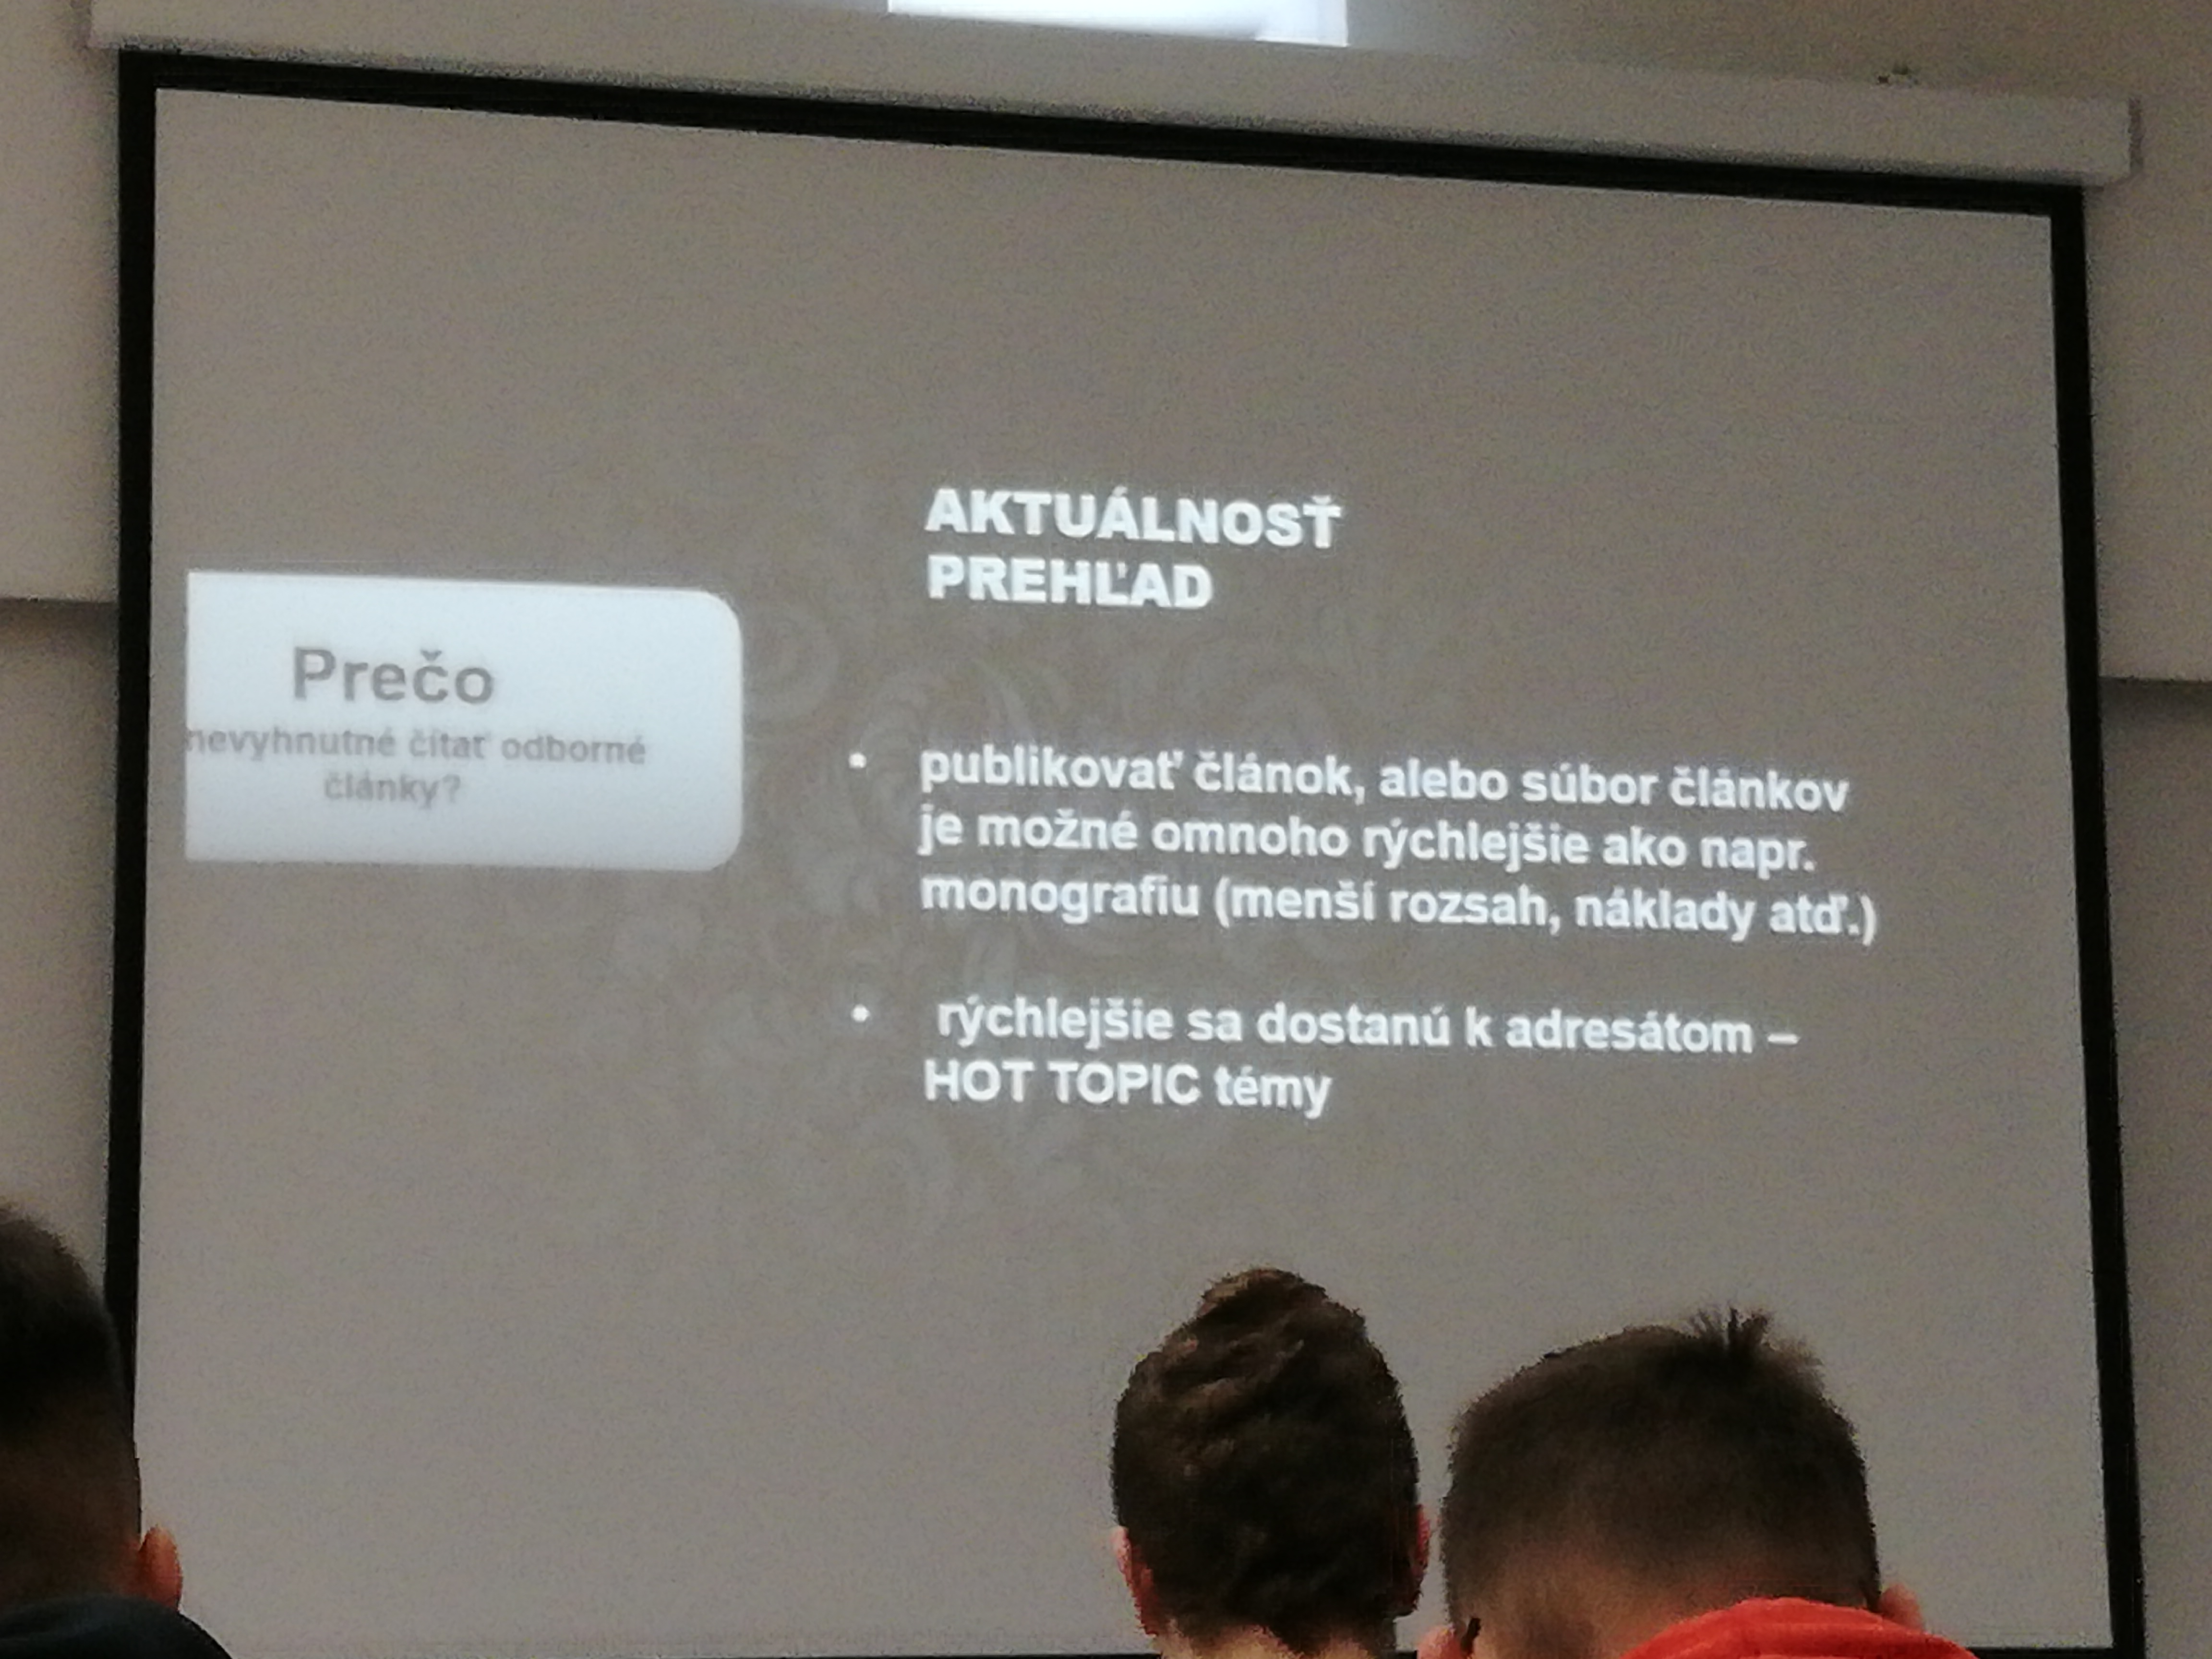 Prečo
nevyhnutné čítať odborné
články?
AKTUÁLNOSŤ
PREHĽAD
• publikovať článok, alebo súbor článkov
je možné omnoho rýchlejšie ako napr.
monografiu (menší rozsah, náklady atď.)
• rýchlejšie sa dostanú k adresátom –
HOT TOPIC témy